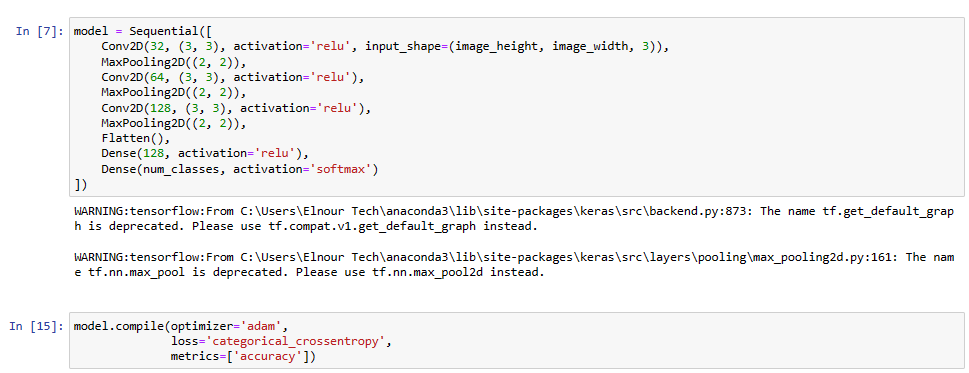 In [7]: model = Sequential([
    Conv2D(32, (3, 3), activation='relu', input_shape=(image_height, image_width, 3)),
    MaxPooling2D((2, 2)),
    Conv2D(64, (3, 3), activation='relu'),
    MaxPooling2D((2, 2)),
    Conv2D(128, (3, 3), activation='relu'),
    MaxPooling2D((2, 2)),
    Flatten(),
    Dense(128, activation='relu'),
    Dense(num_classes, activation='softmax')
])
WARNING:tensorflow:From C:\Users\Elnour Tech\anaconda3\lib\site-packages\keras\src\backend.py:873: The name tf.get_default_grap
h is deprecated. Please use tf.compat.v1.get_default_graph instead.
WARNING:tensorflow:From C:\Users\Elnour Tech\anaconda3\lib\site-packages\keras\src\layers\pooling\max_pooling2d.py:161: The nam
e tf.nn.max_pool is deprecated. Please use tf.nn.max_pool2d instead.
In [15]: model.compile(optimizer='adam',
              loss='categorical_crossentropy',
              metrics=['accuracy'])